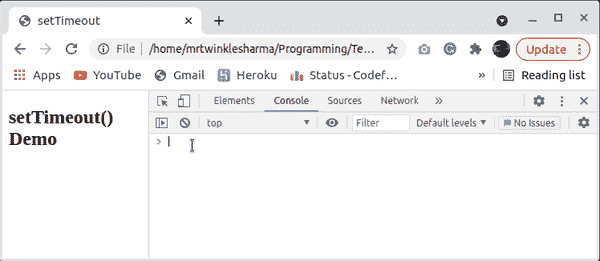 setTimeout
File /home/mrtwinklesharma/Programming/Te... Update
Apps YouTube Gmail Heroku Status - Codef... » Reading list
setTimeout()
Demo
Elements Console Sources Network »
top Filter Default levels No Issues
>